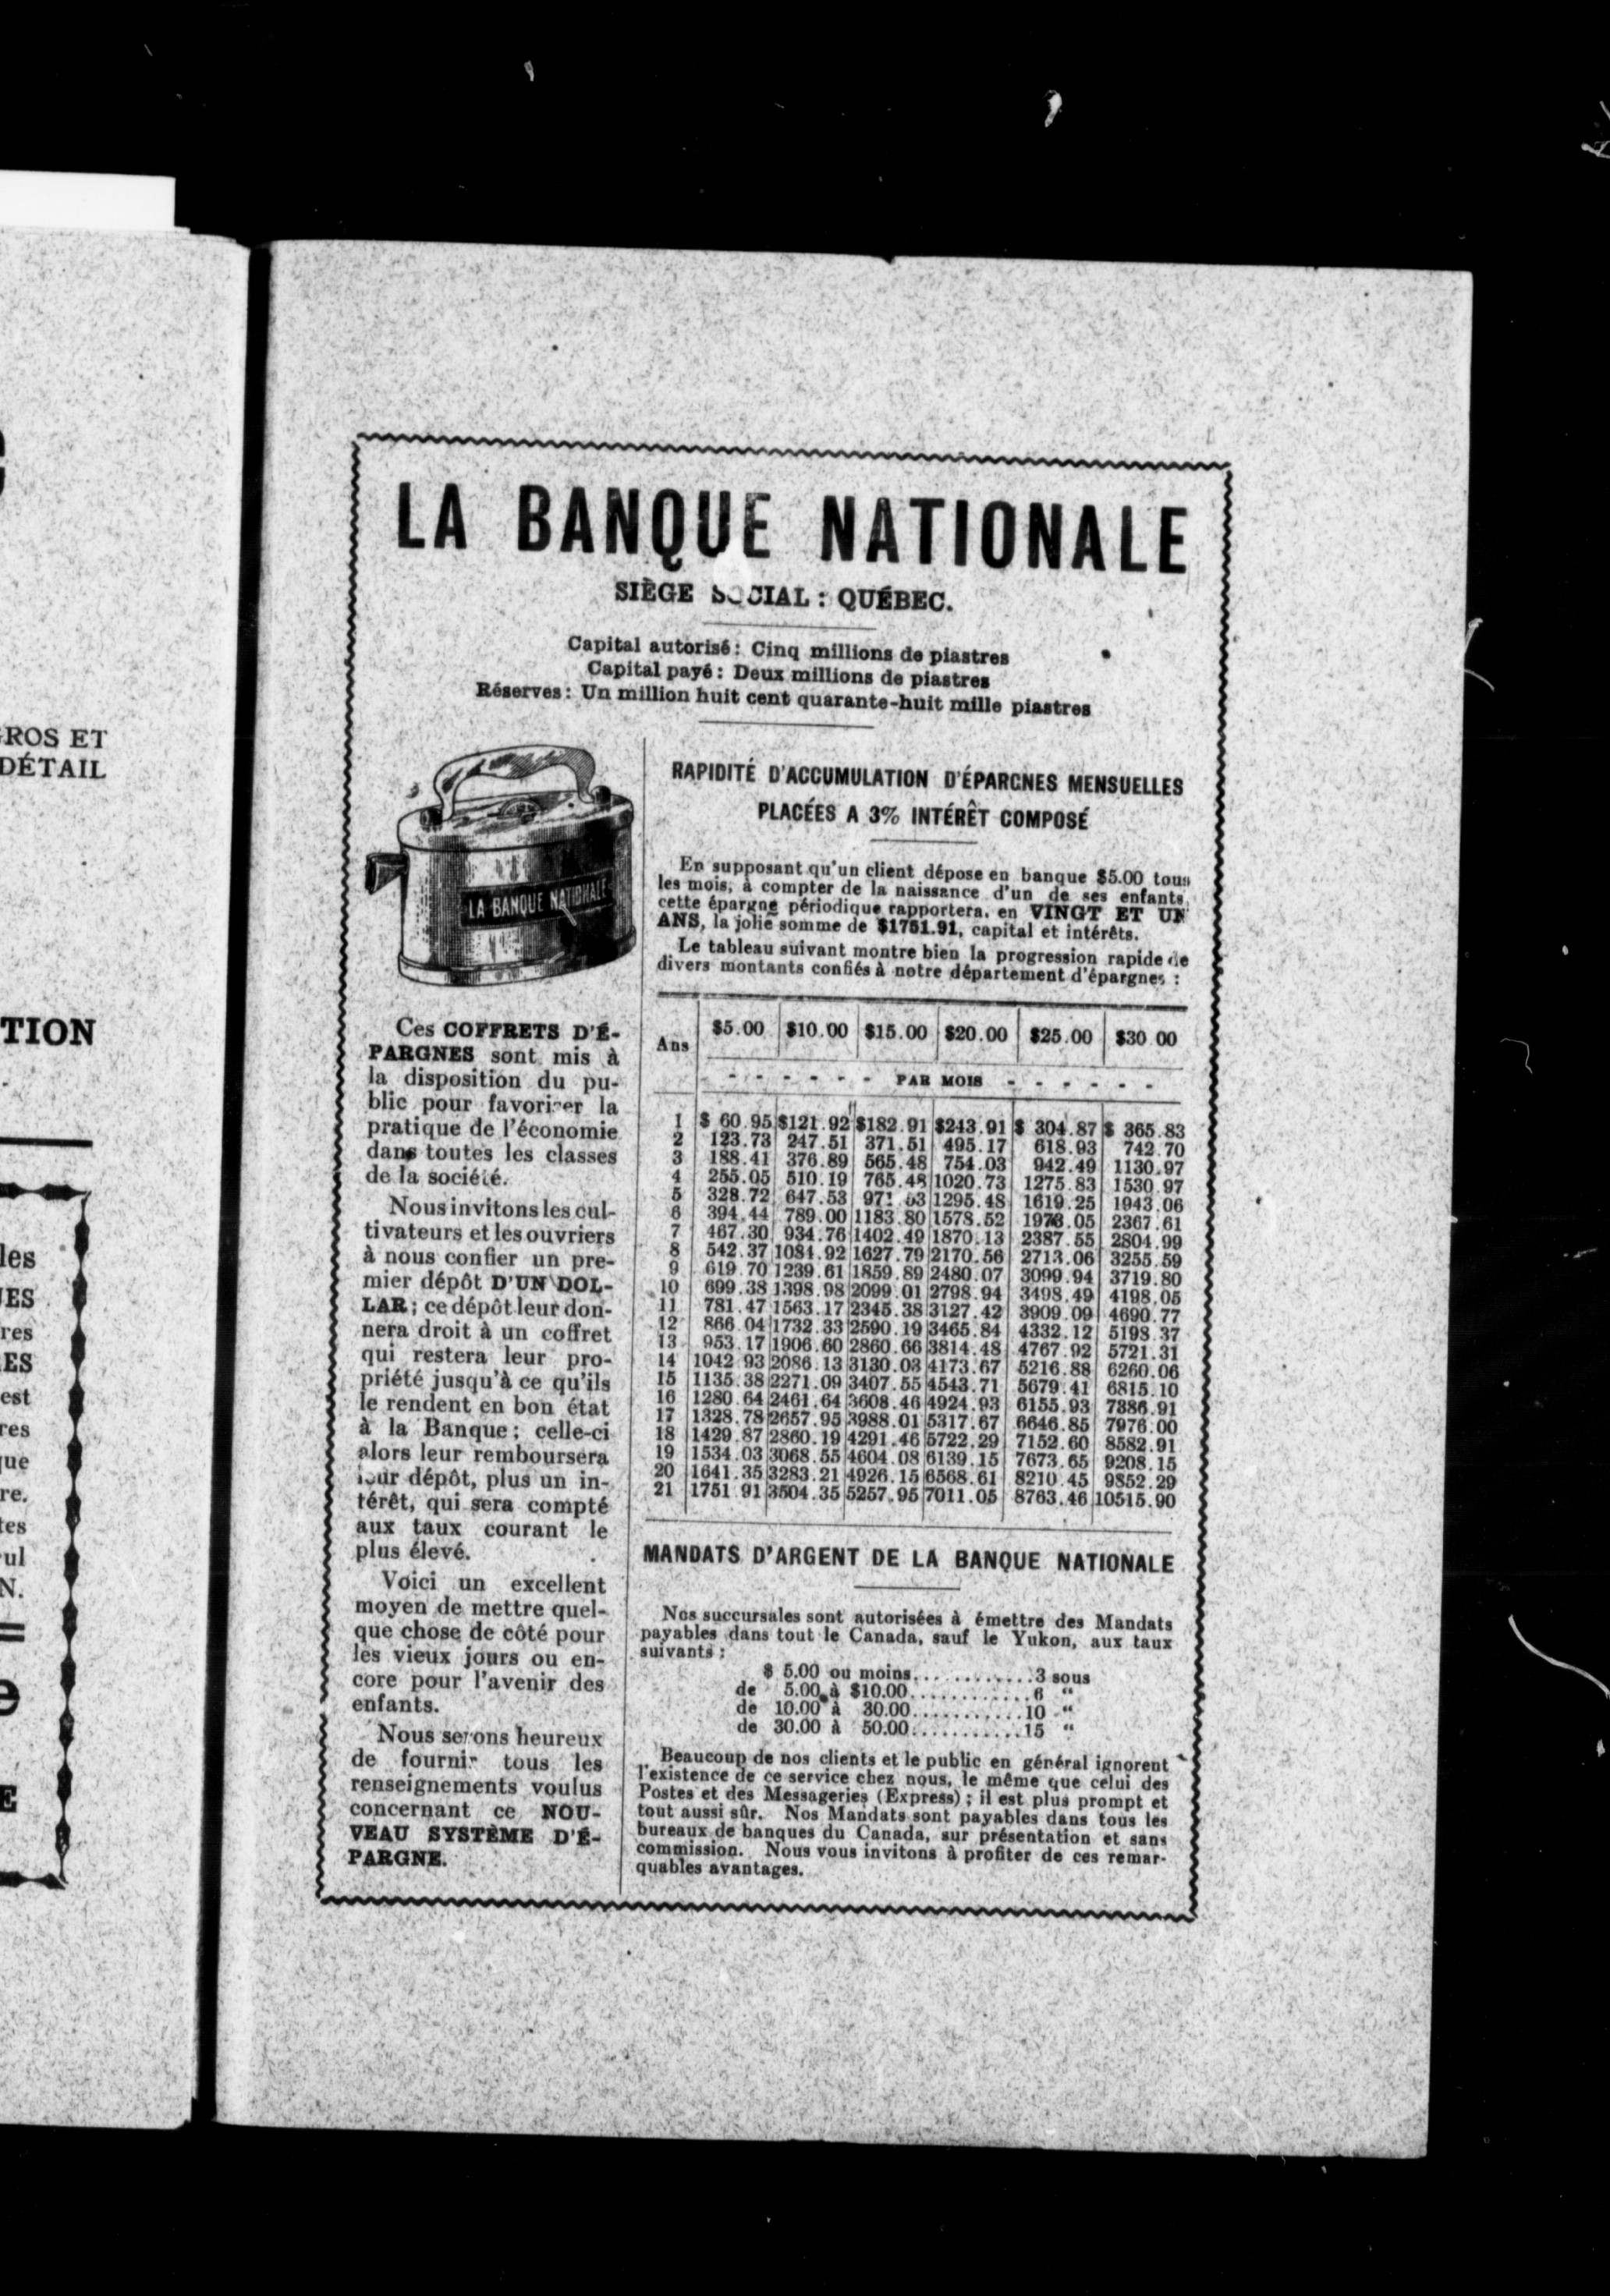 ROS ET
DÉTAIL
TION
les
res
ES
est
res
re.
N.
LA BANQUE NATIONALE
SIÈGE SOCIAL : QUÉBEC.
Capital autorisé : Cinq millions de piastres
Capital payé : Deux millions de piastres
Réserves : Un million huit cent quarante-huit mille piastres
LA BANQUE NATIONALE
Ces COFFRETS D'É-
PARGNES sont mis à
la disposition du pu-
blic pour favoriser la
pratique de l'économie
dans toutes les classes
de la société.
Nous invitons les cul-
tivateurs et les ouvriers
à nous confier un pre-
mier dépôt D'UN DOL-
LAR ; ce dépôt leur don-
nera droit à un coffret
qui restera leur pro-
priété jusqu'à ce qu'ils
le rendent en bon état
à la Banque ; celle-ci
alors leur remboursera
leur dépôt, plus un in-
térêt, qui sera compté
aux taux courant le
plus élevé.
Voici un excellent
moyen de mettre quel-
que chose de côté pour
les vieux jours ou en-
core pour l'avenir des
enfants.
Nous serons heureux
de fournir tous les
renseignements voulus
concernant ce NOU-
VEAU SYSTÈME D'É-
PARGNE.
RAPIDITÉ D'ACCUMULATION D'ÉPARGNES MENSUELLES
PLACÉES A 3% INTÉRÊT COMPOSÉ
En supposant qu'un client dépose en banque $5.00 tous
les mois, à compter de la naissance d'un de ses enfants,
cette épargne périodique rapportera, en VINGT ET UN
ANS, la jolie somme de $1751.91, capital et intérêts.
Le tableau suivant montre bien la progression rapide de
divers montants confiés à notre département d'épargnes :
Ans $5.00 $10.00 $15.00 $20.00 $25.00 $30.00
- - - - - - PAR MOIS - - - - - -
1 $ 60.95 $121.92 $182.91 $243.91 $ 304.87 $ 365.83
2 123.73 247.51 371.51 495.17 618.93 742.70
3 188.41 376.89 565.48 754.03 942.49 1130.97
4 255.05 510.19 765.48 1020.73 1275.83 1530.97
5 328.72 647.53 1295.48 1619.25 1943.06
6 394.44 789.00 1183.80 1578.52 1973.05 2367.61
7 467.30 934.76 1402.49 1870.13 2387.55 2804.99
8 542.37 1084.92 1627.79 2170.56 2713.06 3255.59
9 619.70 1239.61 1859.89 2480.07 3099.94 3719.80
10 699.38 1398.98 2099.01 2798.94 3498.49 4198.05
11 781.47 1563.17 2345.38 3127.42 3909.09 4690.77
12 866.04 1732.33 2590.19 3465.84 4332.12 5198.37
13 953.17 1906.60 2860.66 3814.48 4767.92 5721.31
14 1042.93 2086.13 3130.03 4173.67 5216.88 6260.06
15 1135.38 2271.09 3407.55 4543.71 5679.41 6815.10
16 1280.64 2461.64 3608.46 4924.93 6155.93 7386.91
17 1328.78 2657.95 3988.01 5317.67 6646.85 7976.00
18 1429.87 2860.19 4291.46 5722.29 7152.60 8582.91
19 1534.03 3068.55 4604.08 6139.15 7673.65 9208.15
20 1641.35 3283.21 4926.15 6568.61 8210.45 9852.29
21 1751.91 3504.35 5257.95 7011.05 8763.46 10515.90
MANDATS D'ARGENT DE LA BANQUE NATIONALE
Nos succursales sont autorisées à émettre des Mandats
payables dans tout le Canada, sauf le Yukon, aux taux
suivants :
$ 5.00 ou moins............3 sous
de 5.00 à $10.00............6 "
de 10.00 à 30.00...........10 "
de 30.00 à 50.00...........15 "
Beaucoup de nos clients et le public en général ignorent
l'existence de ce service chez nous, le même que celui des
Postes et des Messageries (Express) ; il est plus prompt et
tout aussi sûr. Nos Mandats sont payables dans tous les
bureaux de banques du Canada, sur présentation et sans
commission. Nous vous invitons à profiter de ces remar-
quables avantages.